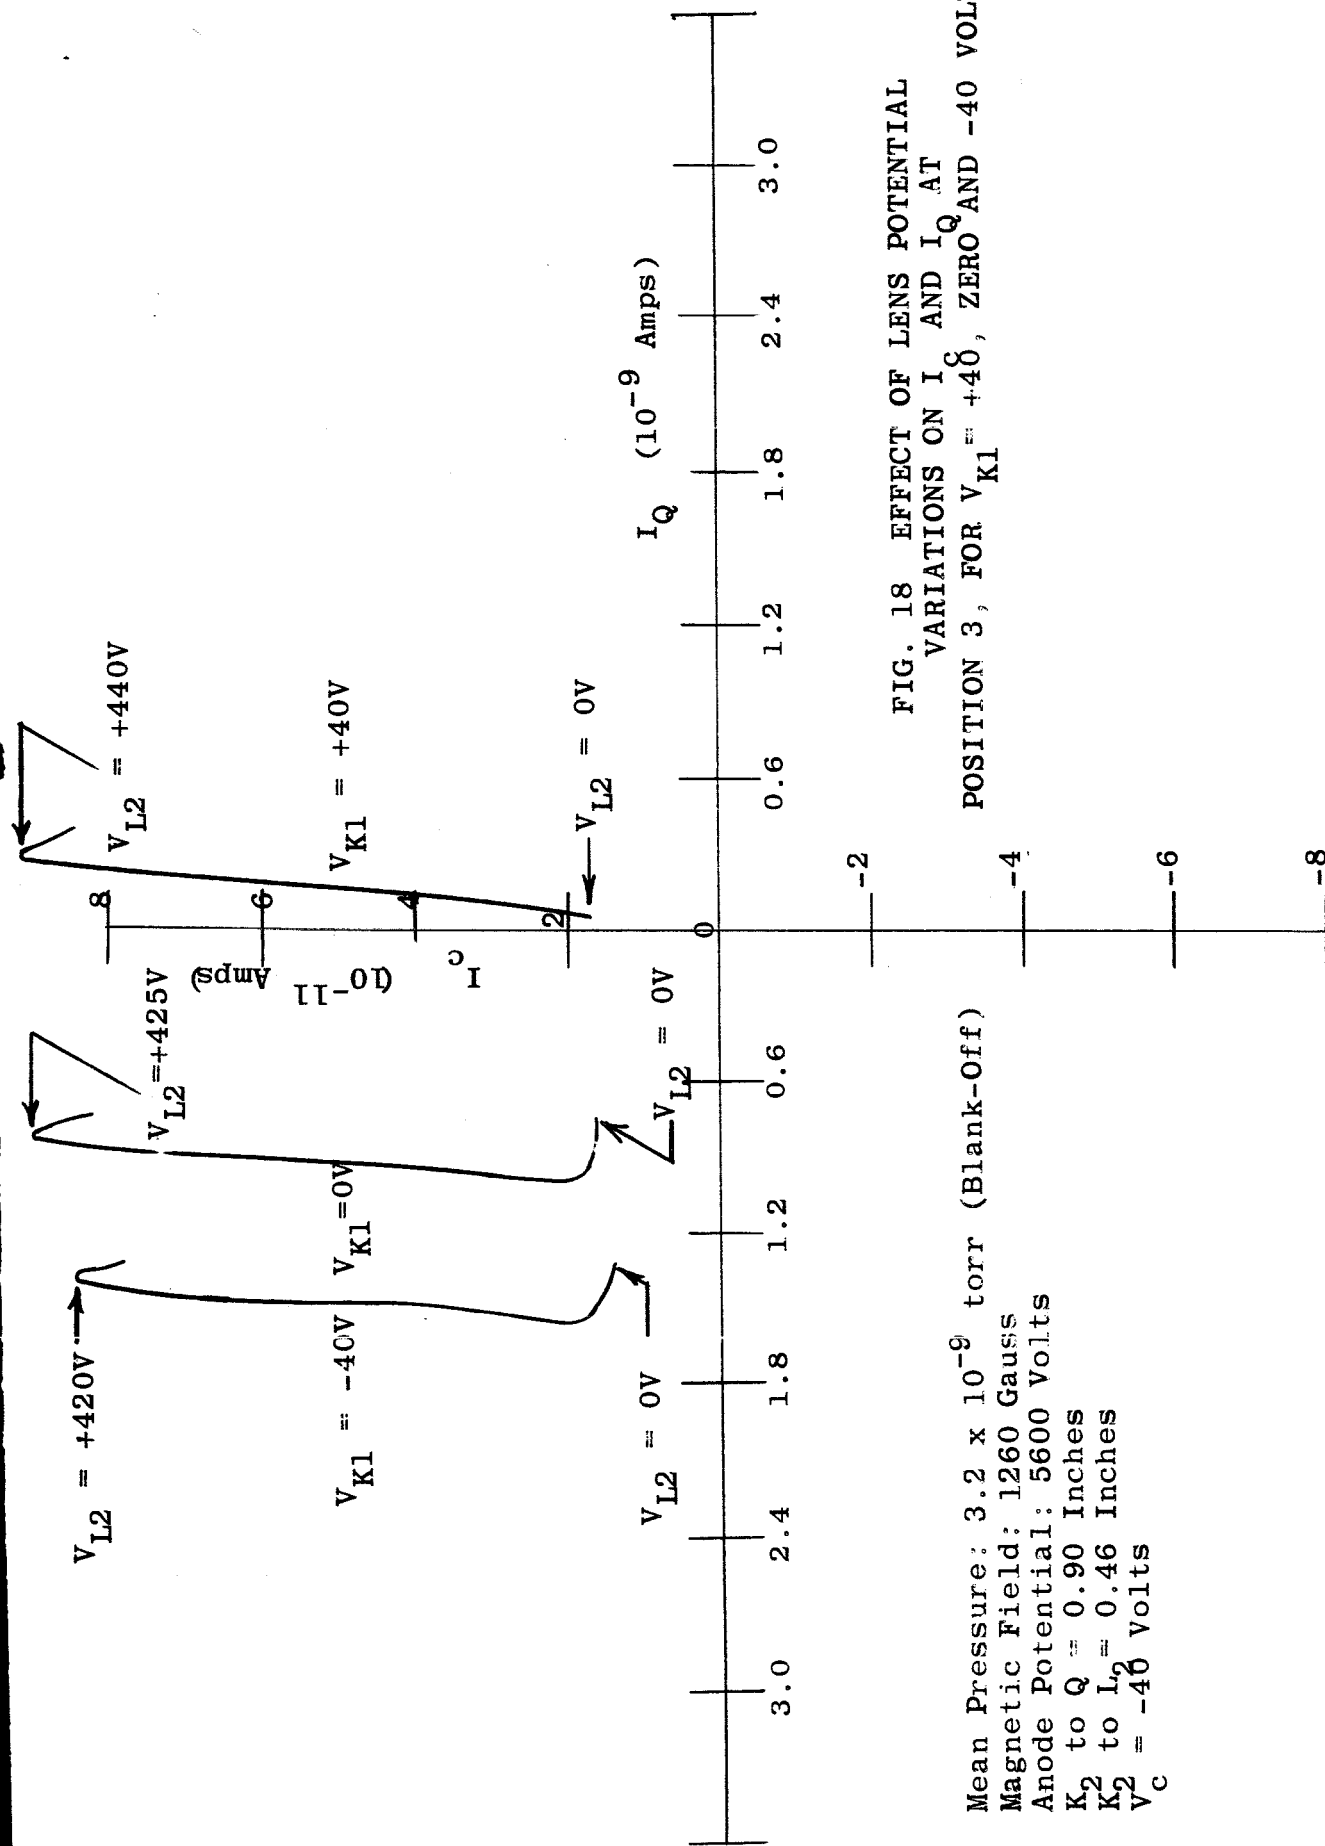 V_L2 = +420V
V_L2 =+425V
V_L2 = +440V
8
6
4
2
I_c (10^-11 Amps)
V_K1 = -40V
V_K1 =0V
V_K1 = +40V
V_L2 = 0V
V_L2 = 0V
V_L2 = 0V
I_Q (10^-9 Amps)
0
3.0
2.4
1.8
1.2
0.6
0.6
1.2
1.8
2.4
3.0
-2
-4
-6
-8
Mean Pressure: 3.2 x 10^-9 torr (Blank-Off)
Magnetic Field: 1260 Gauss
Anode Potential: 5600 Volts
K_2 to Q = 0.90 Inches
K_2 to L_2 = 0.46 Inches
V_c = -40 Volts
FIG. 18 EFFECT OF LENS POTENTIAL
VARIATIONS ON I_c AND I_Q AT
POSITION 3, FOR V_K1 = +40, ZERO AND -40 VOL